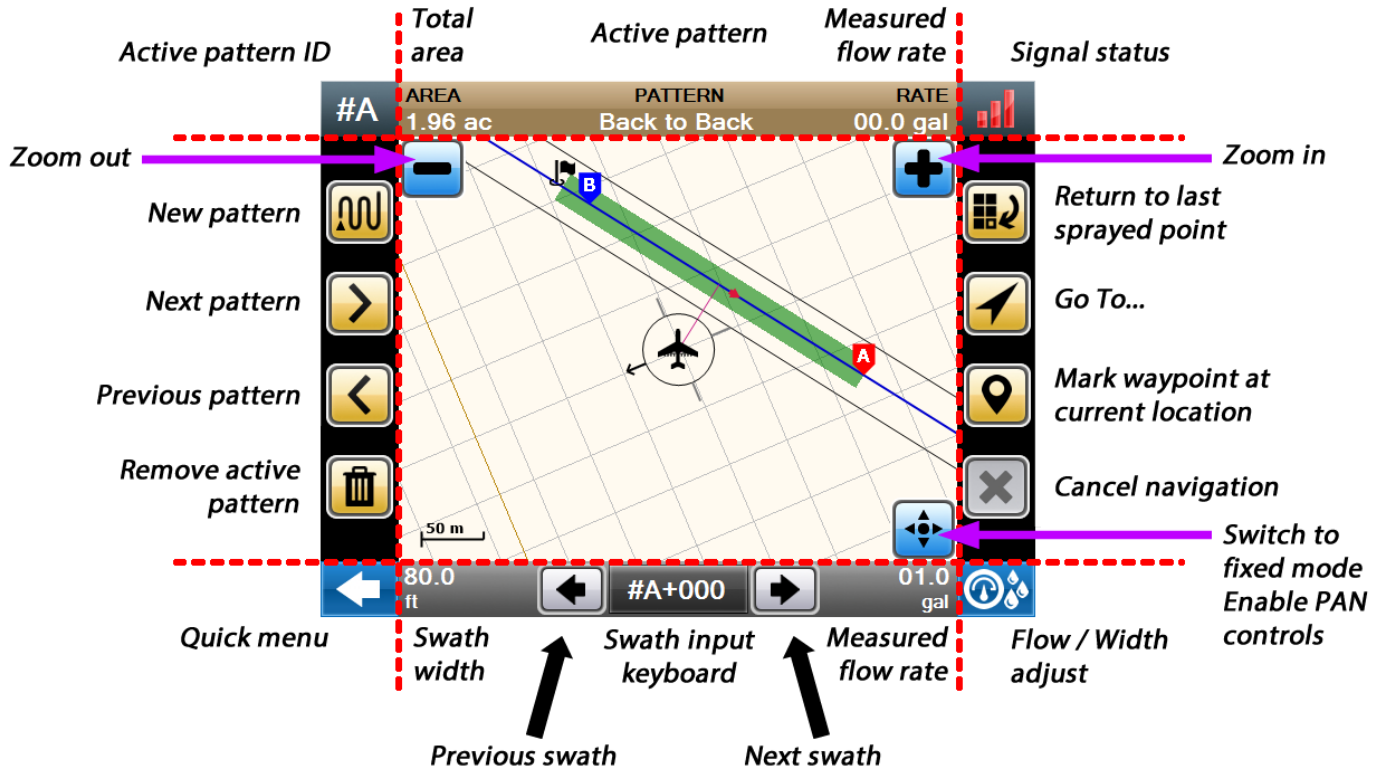 Total
area
Active pattern
Measured
flow rate
Active pattern ID
Signal status
#A
AREA
PATTERN
RATE
1.96 ac
Back to Back
00.0 gal
Zoom out
Zoom in
B
New pattern
Return to last
sprayed point
Next pattern
Go To...
A
Previous pattern
Mark waypoint at
current location
Remove active
pattern
Cancel navigation
50 m
Switch to
fixed mode
Enable PAN
controls
80.0
ft
#A+000
01.0
gal
Quick menu
Swath
width
Swath input
keyboard
Measured
flow rate
Flow / Width
adjust
Previous swath
Next swath